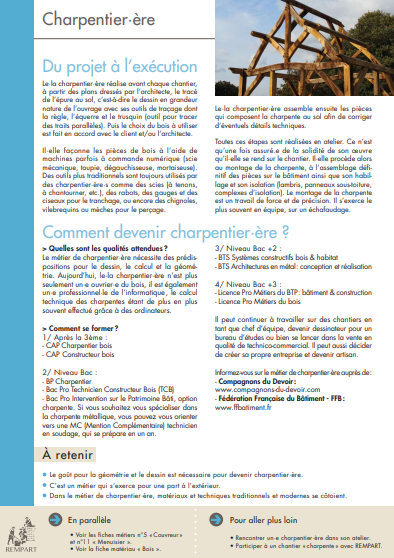 Charpentier·ère
Du projet à l'exécution
Le·la charpentier·ère réalise avant chaque chantier,
à partir des plans dressés par l'architecte, le tracé
de l'épure au sol, c'est-à-dire le dessin en grandeur
nature de l'ouvrage avec ses outils de traçage dont
la règle, l'équerre et le trusquin (outil pour tracer
des traits parallèles). Puis le choix du bois à utiliser
est fait en accord avec le client et/ou l'architecte.
Il·elle façonne les pièces de bois à l'aide de
machines parfois à commande numérique (scie
mécanique, toupie, dégauchisseuse, mortaiseuse).
Des outils plus traditionnels sont toujours utilisés par
des charpentier·ère·s comme des scies (à tenons,
à chantourner, etc.), des rabots, des gouges et des
ciseaux pour le tranchage, ou encore des chignoles,
vilebrequins ou mèches pour le perçage.
Le·la charpentier·ère assemble ensuite les pièces
qui composent la charpente au sol afin de corriger
d'éventuels détails techniques.
Toutes ces étapes sont réalisées en atelier. Ce n'est
qu'une fois assuré.e de la solidité de son œuvre
qu'il·elle se rend sur le chantier. Il·elle procède alors
au montage de la charpente, à l'assemblage défi-
nitif des pièces sur le bâtiment ainsi que son habil-
lage et son isolation (lambris, panneaux sous-toiture,
complexes d'isolation). Le montage de la charpente
est un travail de force et de précision. Il s'exerce le
plus souvent en équipe, sur un échafaudage.
Comment devenir charpentier·ère ?
> Quelles sont les qualités attendues ?
Le métier de charpentier·ère nécessite des prédis-
positions pour le dessin, le calcul et la géomé-
trie. Aujourd'hui, le·la charpentier·ère n'est plus
seulement un·e ouvrier·e du bois, il est également
un·e professionnel·le de l'informatique, le calcul
technique des charpentes étant de plus en plus
souvent effectué grâce à des ordinateurs.
> Comment se former ?
1/ Après la 3ème :
- CAP Charpentier bois
- CAP Constructeur bois
2/ Niveau Bac :
- BP Charpentier
- Bac Pro Technicien Constructeur Bois (TCB)
- Bac Pro Intervention sur le Patrimoine Bâti, option
charpente. Si vous souhaitez vous spécialiser dans
la charpente métallique, vous pouvez vous orienter
vers une MC (Mention Complémentaire) technicien
en soudage, qui se prépare en un an.
3/ Niveau Bac +2 :
- BTS Systèmes constructifs bois & habitat
- BTS Architectures en métal : conception et réalisation
4/ Niveau Bac +3 :
- Licence Pro Métiers du BTP: bâtiment & construction
- Licence Pro Métiers du bois
Il peut continuer à travailler sur des chantiers en
tant que chef d'équipe, devenir dessinateur pour un
bureau d'études ou bien se lancer dans la vente en
qualité de technico-commercial. Il peut aussi décider
de créer sa propre entreprise et devenir artisan.
Informez-vous sur le métier de charpentier·ère auprès de :
- Compagnons du Devoir :
www.compagnons-du-devoir.com
- Fédération Française du Bâtiment - FFB :
www.ffbatiment.fr
À retenir
• Le goût pour la géométrie et le dessin est nécessaire pour devenir charpentier·ère.
• C'est un métier qui s'exerce pour une part à l'extérieur.
• Dans le métier de charpentier·ère, matériaux et techniques traditionnels et modernes se côtoient.
REMPART
En parallèle
• Voir les fiches métiers n°5 « Couvreur »
et n°11 « Menuisier ».
• Voir la fiche matériau « Bois ».
Pour aller plus loin
• Rencontrer un·e charpentier·ère dans son atelier.
• Participer à un chantier « charpente » avec REMPART.